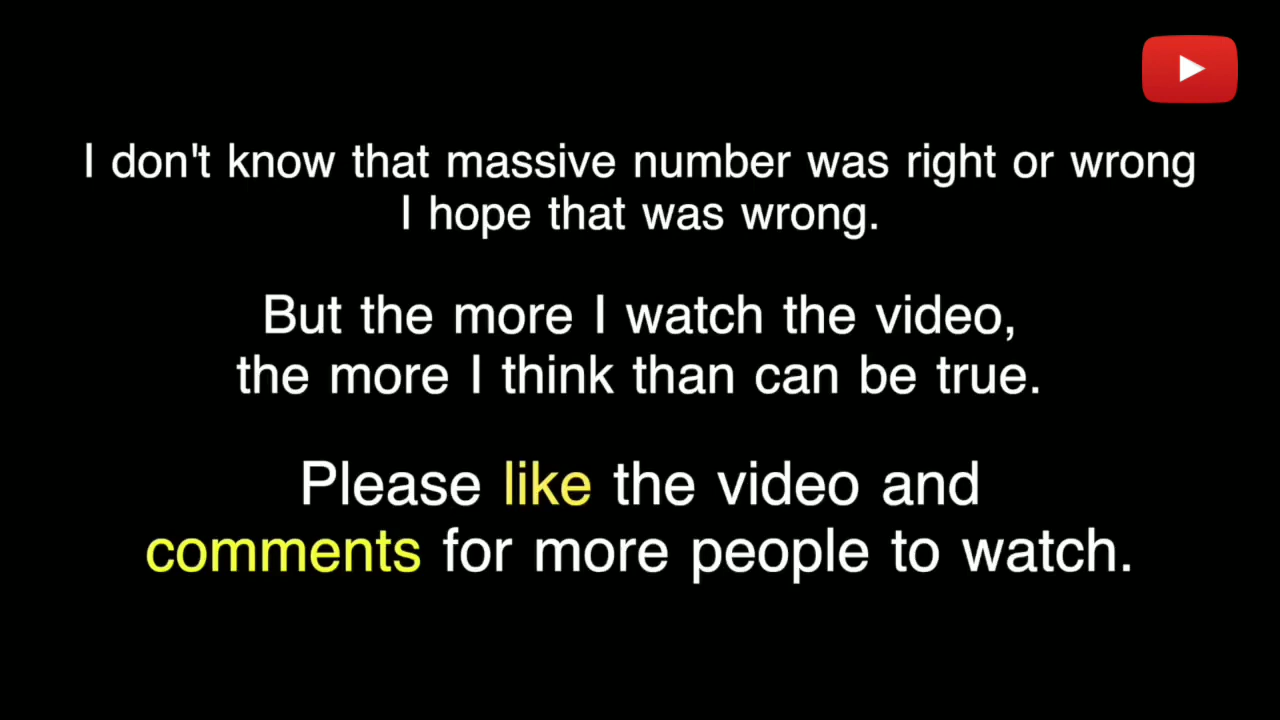 I don't know that massive number was right or wrong
I hope that was wrong.
But the more I watch the video,
the more I think than can be true.
Please like the video and
comments for more people to watch.